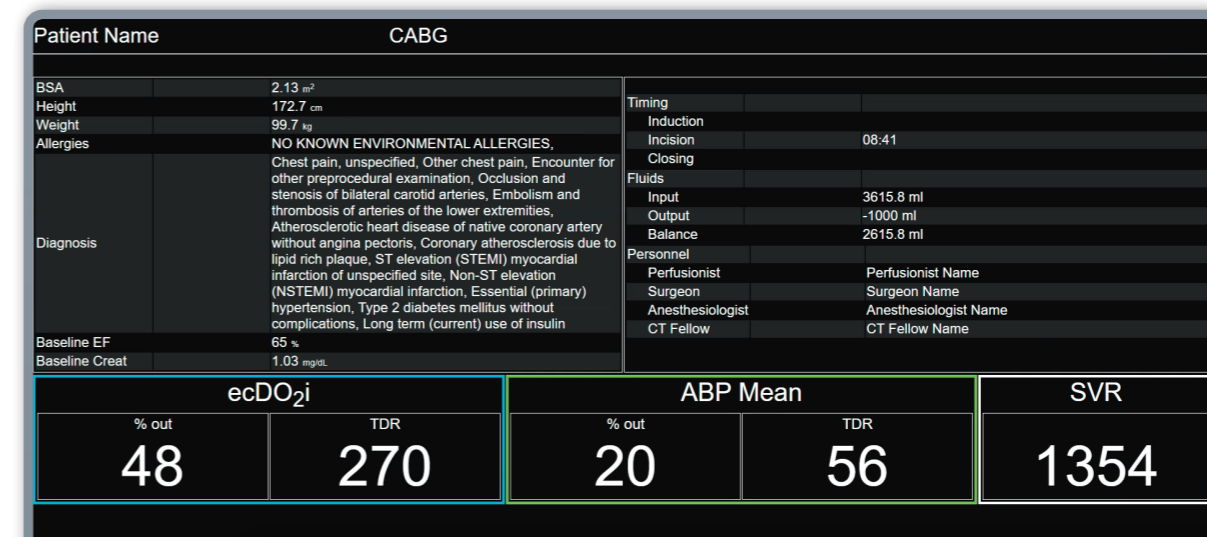 Patient Name CABG
BSA 2.13 m²
Height 172.7 cm
Weight 99.7 kg
Allergies NO KNOWN ENVIRONMENTAL ALLERGIES,
Diagnosis
Chest pain, unspecified, Other chest pain, Encounter for
other preprocedural examination, Occlusion and
stenosis of bilateral carotid arteries, Embolism and
thrombosis of arteries of the lower extremities,
Atherosclerotic heart disease of native coronary artery
without angina pectoris, Coronary atherosclerosis due to
lipid rich plaque, ST elevation (STEMI) myocardial
infarction of unspecified site, Non-ST elevation
(NSTEMI) myocardial infarction, Essential (primary)
hypertension, Type 2 diabetes mellitus without
complications, Long term (current) use of insulin
Baseline EF 65 %
Baseline Creat 1.03 mg/dL
Timing
Induction
Incision 08:41
Closing
Fluids
Input 3615.8 ml
Output -1000 ml
Balance 2615.8 ml
Personnel
Perfusionist Perfusionist Name
Surgeon Surgeon Name
Anesthesiologist Anesthesiologist Name
CT Fellow CT Fellow Name
ecDO₂i ABP Mean SVR
% out TDR % out TDR
48 270 20 56 1354